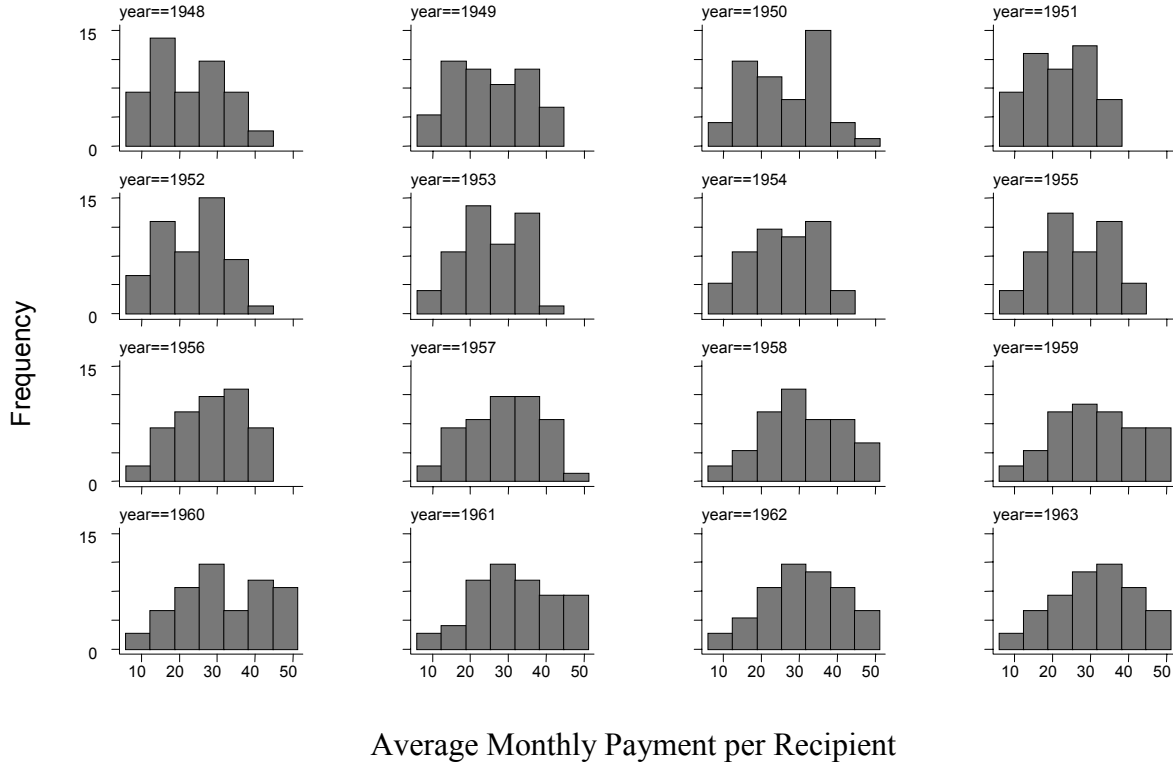 year==1948 year==1949 year==1950 year==1951
15
0
year==1952 year==1953 year==1954 year==1955
15
0
Frequency
year==1956 year==1957 year==1958 year==1959
15
0
year==1960 year==1961 year==1962 year==1963
15
0
10 20 30 40 50 10 20 30 40 50 10 20 30 40 50 10 20 30 40 50
Average Monthly Payment per Recipient